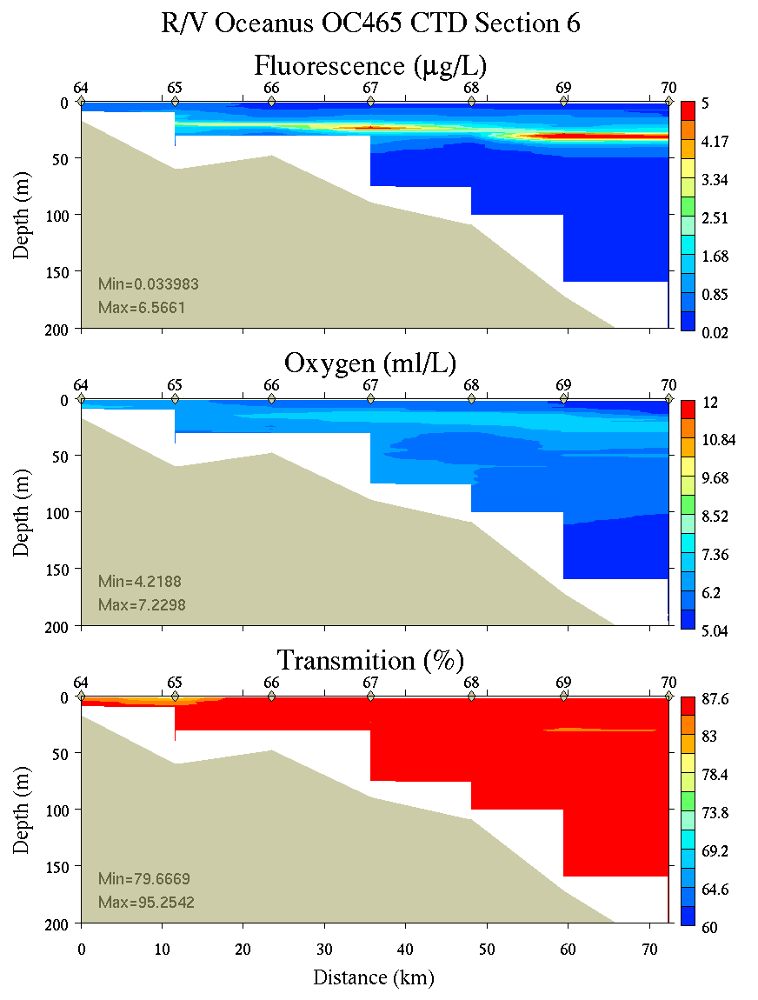 R/V Oceanus OC465 CTD Section 6
Fluorescence (μg/L)
64 65 66 67 68 69 70
0
50
100
150
200
Depth (m)
Min=0.033983
Max=6.5661
5
4.17
3.34
2.51
1.68
0.85
0.02
Oxygen (ml/L)
64 65 66 67 68 69 70
0
50
100
150
200
Depth (m)
Min=4.2188
Max=7.2298
12
10.84
9.68
8.52
7.36
6.2
5.04
Transmition (%)
64 65 66 67 68 69 70
0
50
100
150
200
Depth (m)
Min=79.6669
Max=95.2542
87.6
83
78.4
73.8
69.2
64.6
60
0 10 20 30 40 50 60 70
Distance (km)